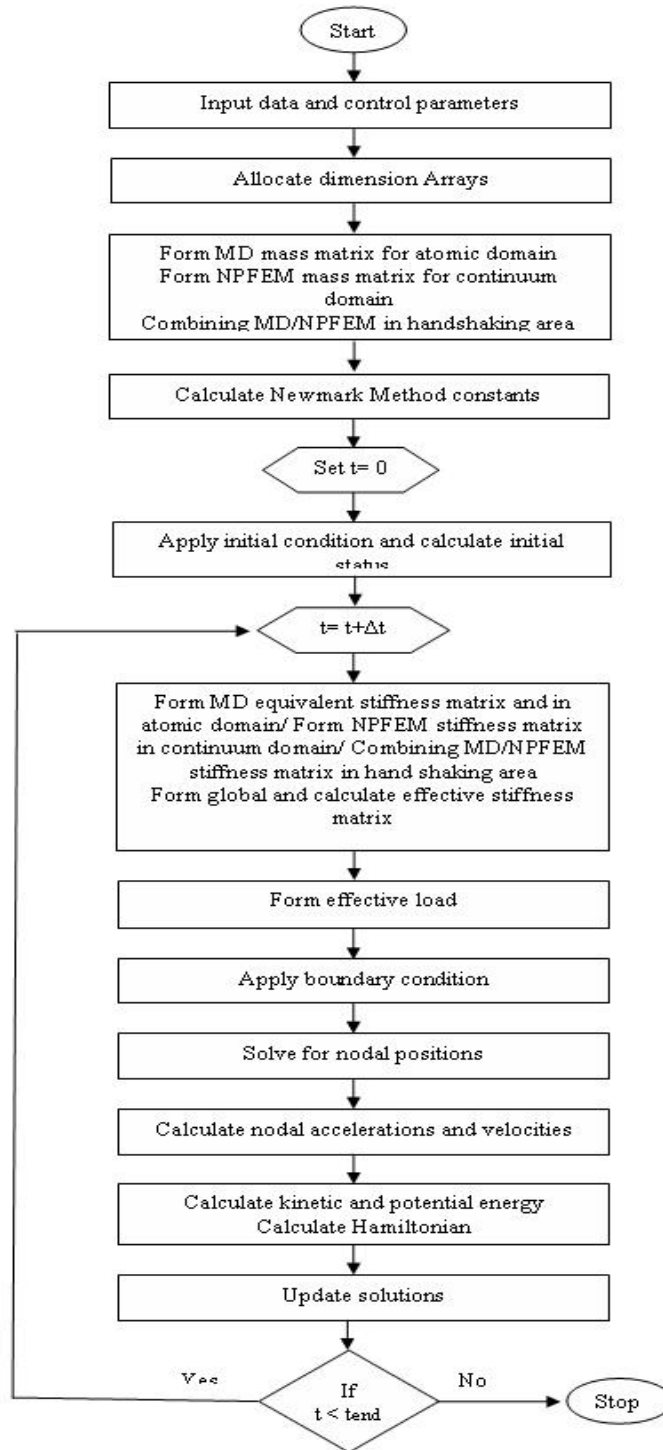 Start
Input data and control parameters
Allocate dimension Arrays
Form MD mass matrix for atomic domain
Form NPFEM mass matrix for continuum
domain
Combining MD/NPFEM in handshaking area
Calculate Newmark Method constants
Set t= 0
Apply initial condition and calculate initial
status
t= t+Δt
Form MD equivalent stiffness matrix and in
atomic domain/ Form NPFEM stiffness matrix
in continuum domain/ Combining MD/NPFEM
stiffness matrix in hand shaking area
Form global and calculate effective stiffness
matrix
Form effective load
Apply boundary condition
Solve for nodal positions
Calculate nodal accelerations and velocities
Calculate kinetic and potential energy
Calculate Hamiltonian
Update solutions
Yes
No
If
t < tend
Stop